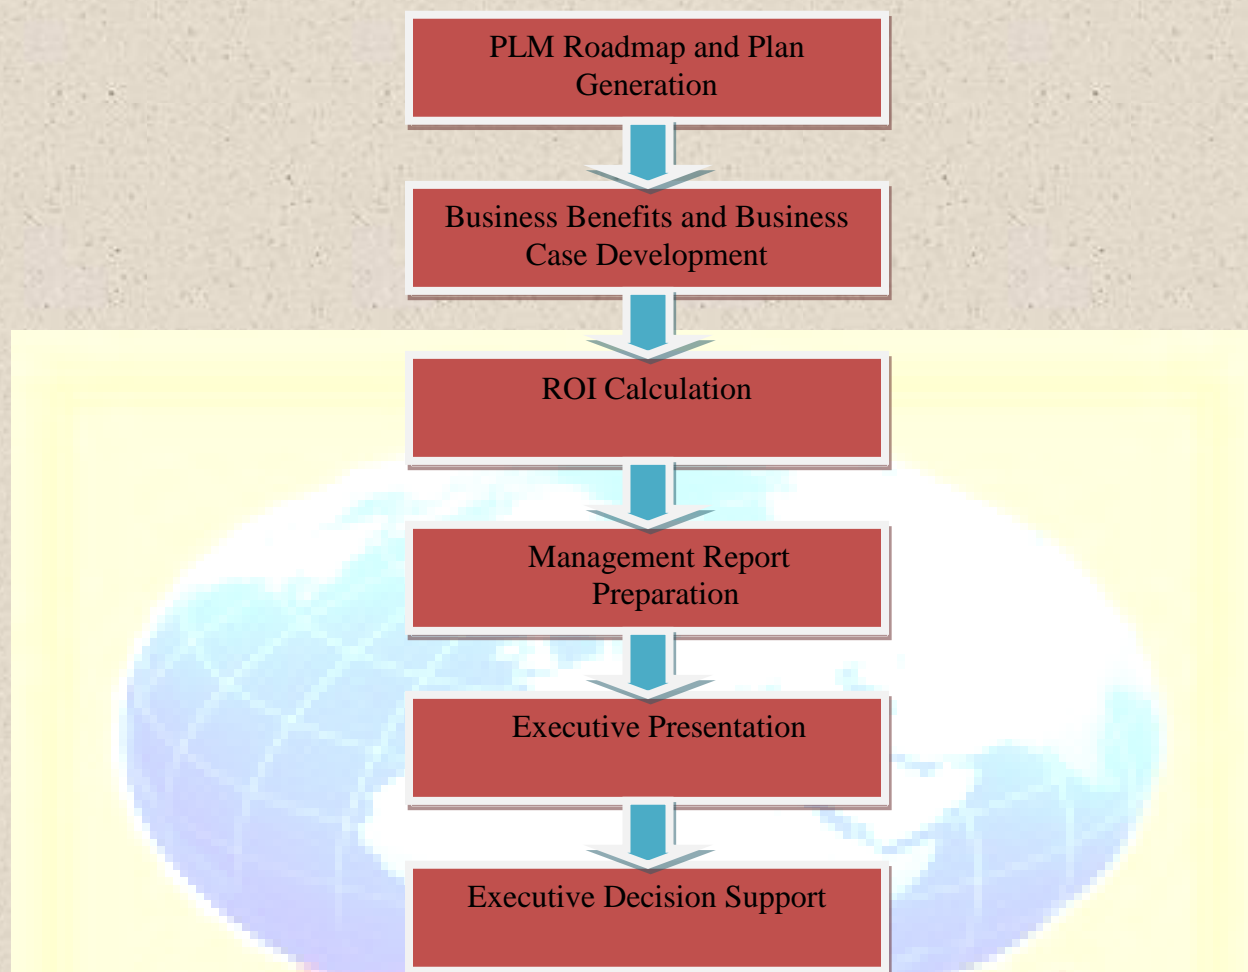 PLM Roadmap and Plan
Generation
Business Benefits and Business
Case Development
ROI Calculation
Management Report
Preparation
Executive Presentation
Executive Decision Support